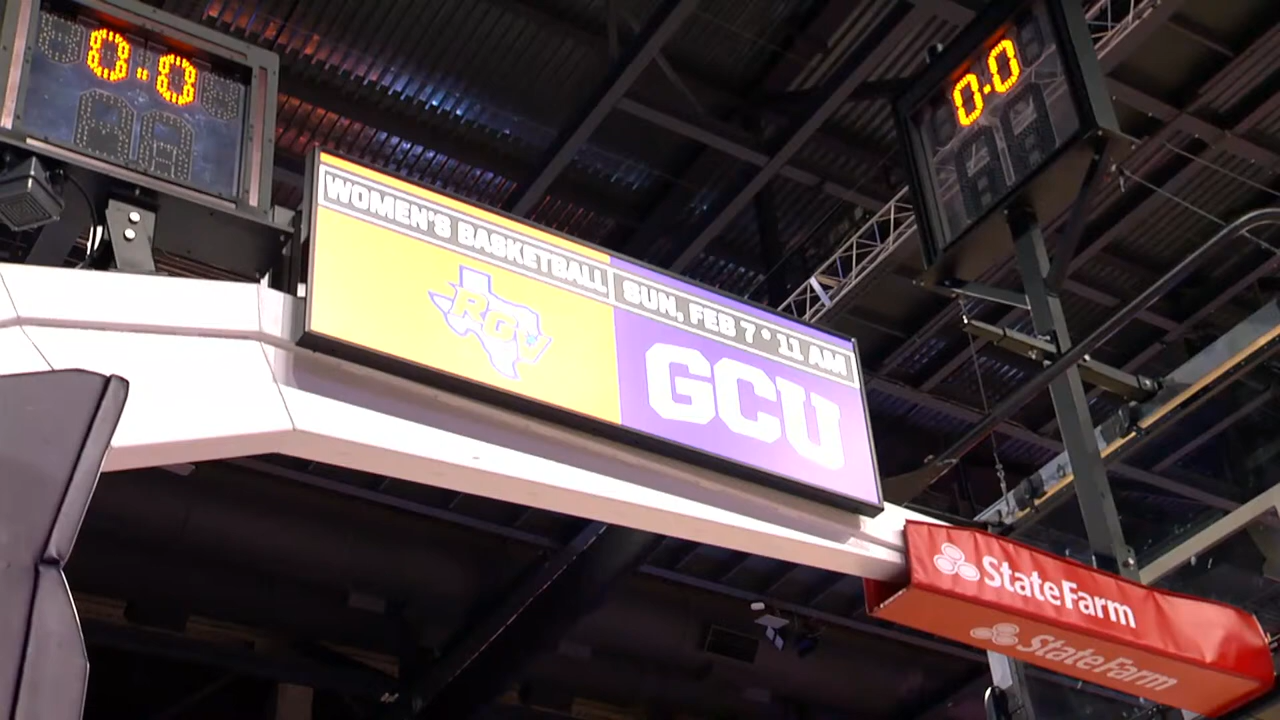 0.0
0.0
WOMEN'S BASKETBALL
SUN, FEB 7 • 11 AM
RGV
GCU
StateFarm
StateFarm